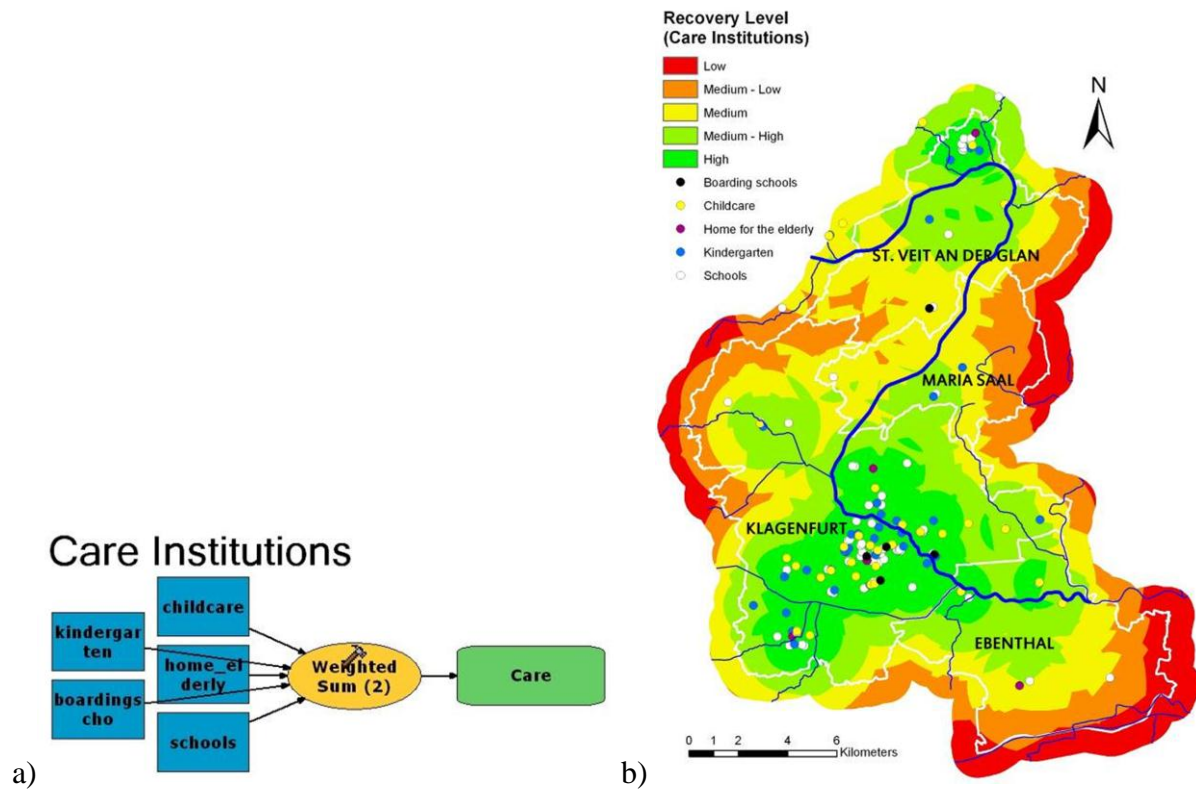 Care Institutions
childcare
kindergar
ten
home_el
derly
boardings
cho
schools
Weighted
Sum (2)
Care
a)
Recovery Level
(Care Institutions)
Low
Medium - Low
Medium
Medium - High
High
Boarding schools
Childcare
Home for the elderly
Kindergarten
Schools
N
ST. VEIT AN DER GLAN
MARIA SAAL
KLAGENFURT
EBENTHAL
0 1 2 4 6
Kilometers
b)